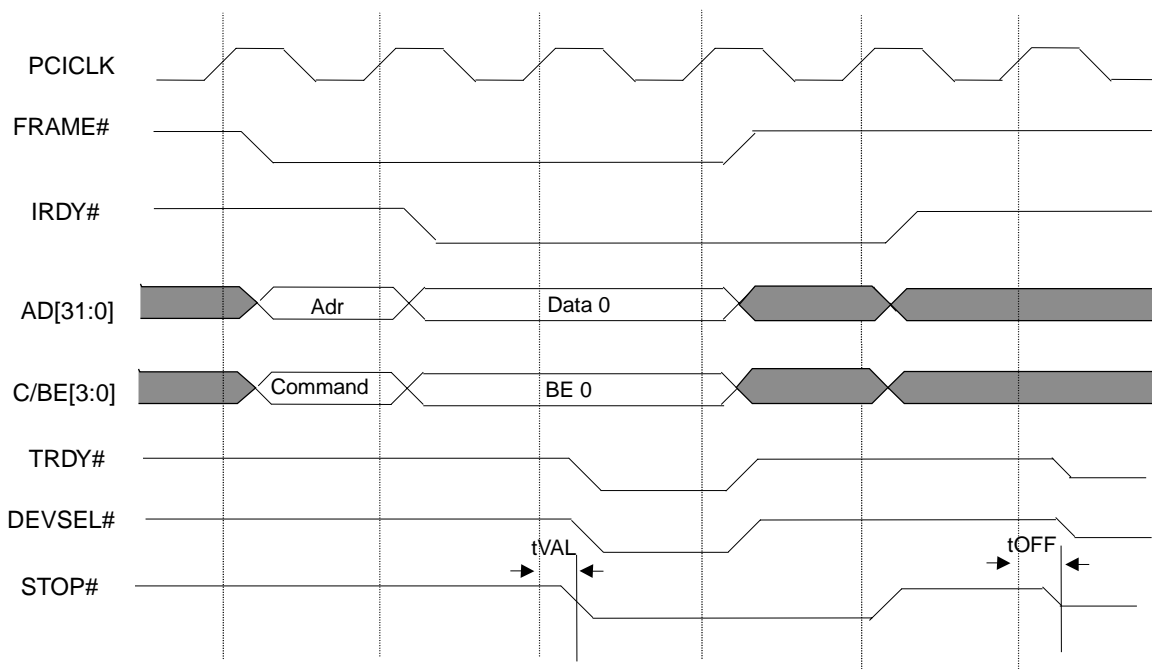 PCICLK
FRAME#
IRDY#
AD[31:0]
Adr
Data 0
C/BE[3:0]
Command
BE 0
TRDY#
DEVSEL#
tVAL
tOFF
STOP#